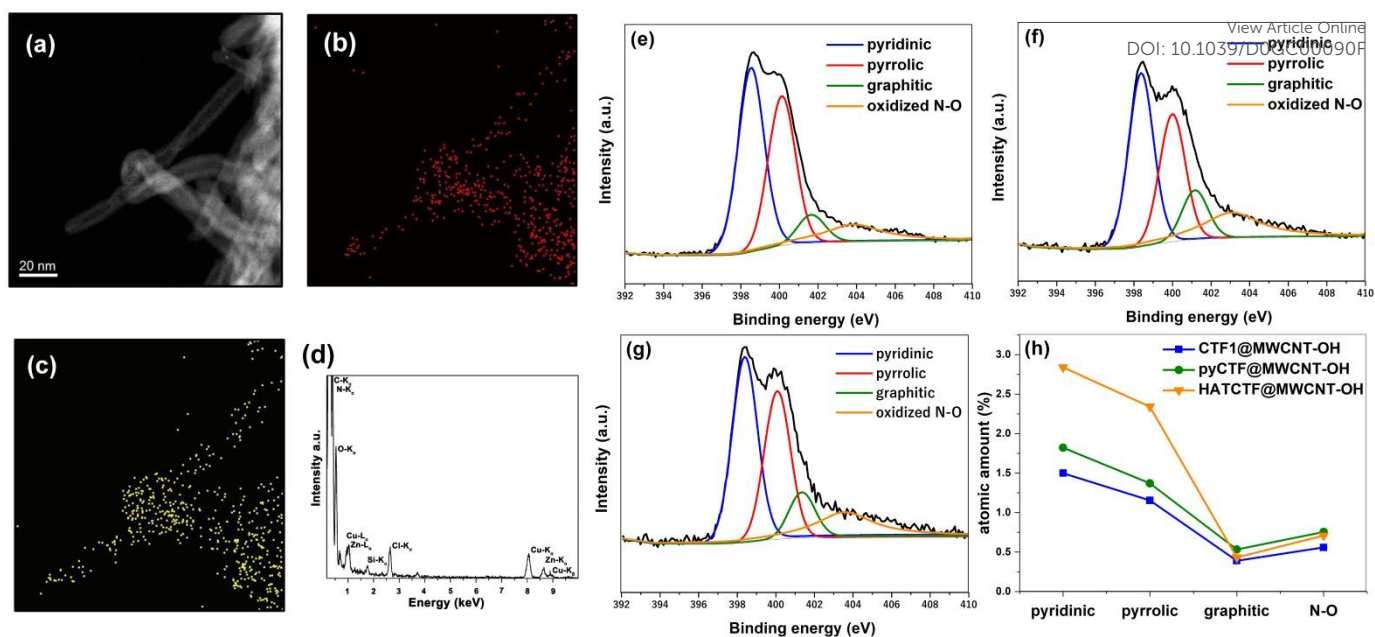 (a)
20 nm
(b)
(c)
(d)
Intensity a.u.
C-Kα
N-Kα
O-Kα
Cu-Lα
Zn-Lα
Si-Kα
Cl-Kα
Cu-Kα
Zn-Kα
Cu-Kβ
1 2 3 4 5 6 7 8 9
Energy (keV)
(e)
pyridinic
pyrrolic
graphitic
oxidized N-O
Intensity (a.u.)
392 394 396 398 400 402 404 406 408 410
Binding energy (eV)
View Article Online
DOI: 10.1039/D0GC00090F
(f)
pyridinic
pyrrolic
graphitic
oxidized N-O
Intensity (a.u.)
392 394 396 398 400 402 404 406 408 410
Binding energy (eV)
(g)
pyridinic
pyrrolic
graphitic
oxidized N-O
Intensity (a.u.)
392 394 396 398 400 402 404 406 408 410
Binding energy (eV)
(h)
CTF1@MWCNT-OH
pyCTF@MWCNT-OH
HATCTF@MWCNT-OH
atomic amount (%)
3.0
2.5
2.0
1.5
1.0
0.5
0.0
pyridinic pyrrolic graphitic N-O